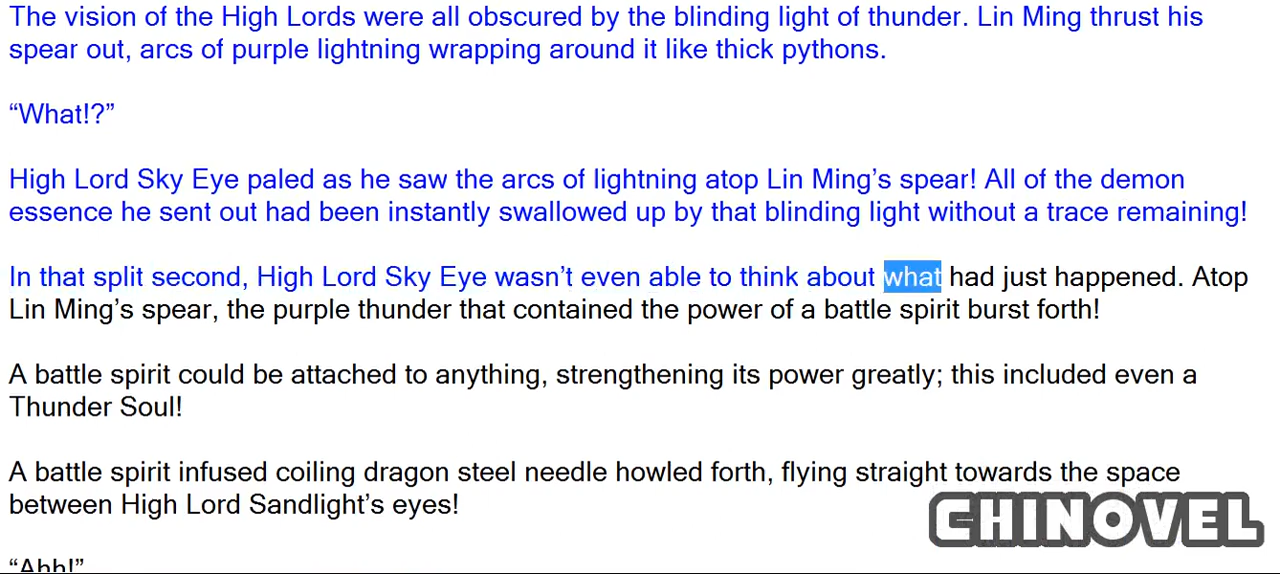 The vision of the High Lords were all obscured by the blinding light of thunder. Lin Ming thrust his
spear out, arcs of purple lightning wrapping around it like thick pythons.
“What!?”
High Lord Sky Eye paled as he saw the arcs of lightning atop Lin Ming’s spear! All of the demon
essence he sent out had been instantly swallowed up by that blinding light without a trace remaining!
In that split second, High Lord Sky Eye wasn’t even able to think about what had just happened. Atop
Lin Ming’s spear, the purple thunder that contained the power of a battle spirit burst forth!
A battle spirit could be attached to anything, strengthening its power greatly; this included even a
Thunder Soul!
A battle spirit infused coiling dragon steel needle howled forth, flying straight towards the space
between High Lord Sandlight’s eyes!
CHINOVEL
“Ahh!”